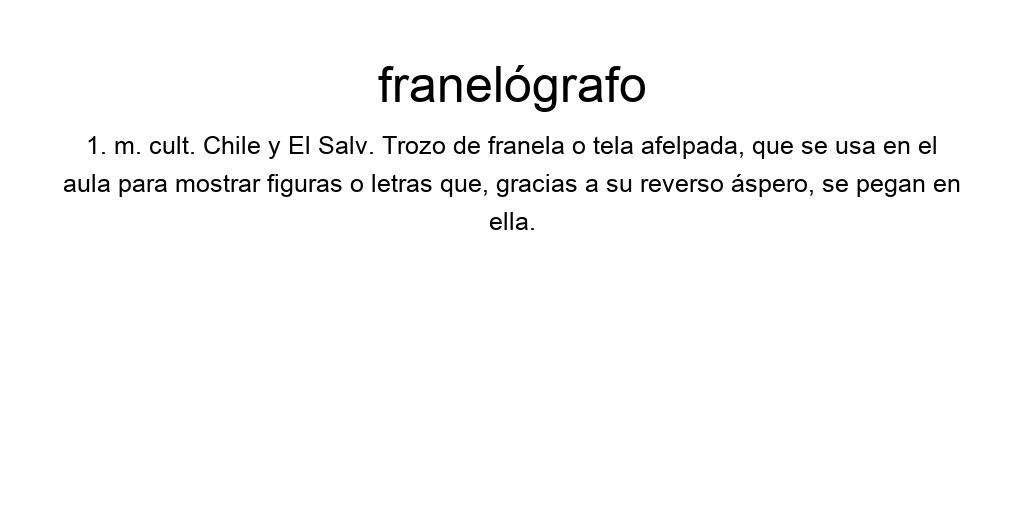 franelógrafo
1. m. cult. Chile y El Salv. Trozo de franela o tela afelpada, que se usa en el
aula para mostrar figuras o letras que, gracias a su reverso áspero, se pegan en
ella.